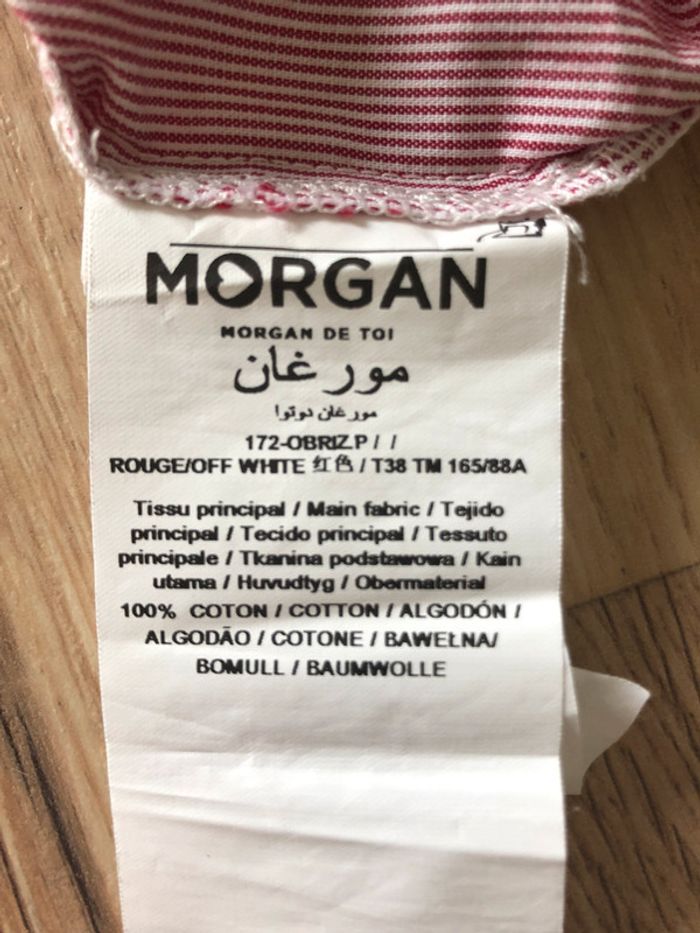 MORGAN
MORGAN DE TOI
مورغان
مورغان دوتوا
172-OBRIZ.P / /
ROUGE/OFF WHITE 红色 / T38 TM 165/88A
Tissu principal / Main fabric / Tejido
principal / Tecido principal / Tessuto
principale / Tkanina podstawowa / Kain
utama / Huvudtyg / Obermaterial
100% COTON / COTTON / ALGODÓN /
ALGODÃO / COTONE / BAWEŁNA/
BOMULL / BAUMWOLLE